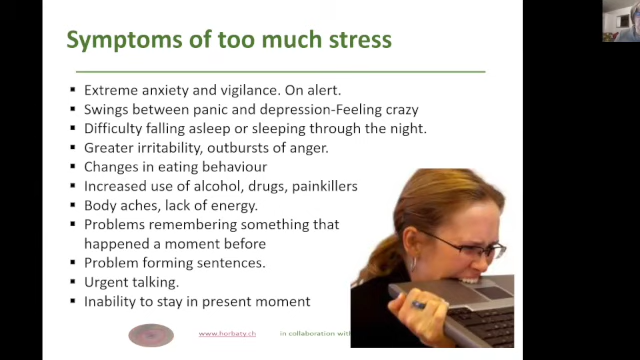 Symptoms of too much stress
▪ Extreme anxiety and vigilance. On alert.
▪ Swings between panic and depression-Feeling crazy
▪ Difficulty falling asleep or sleeping through the night.
▪ Greater irritability, outbursts of anger.
▪ Changes in eating behaviour
▪ Increased use of alcohol, drugs, painkillers
▪ Body aches, lack of energy.
▪ Problems remembering something that
happened a moment before
▪ Problem forming sentences.
▪ Urgent talking.
▪ Inability to stay in present moment
www.horbaty.ch in collaboration with